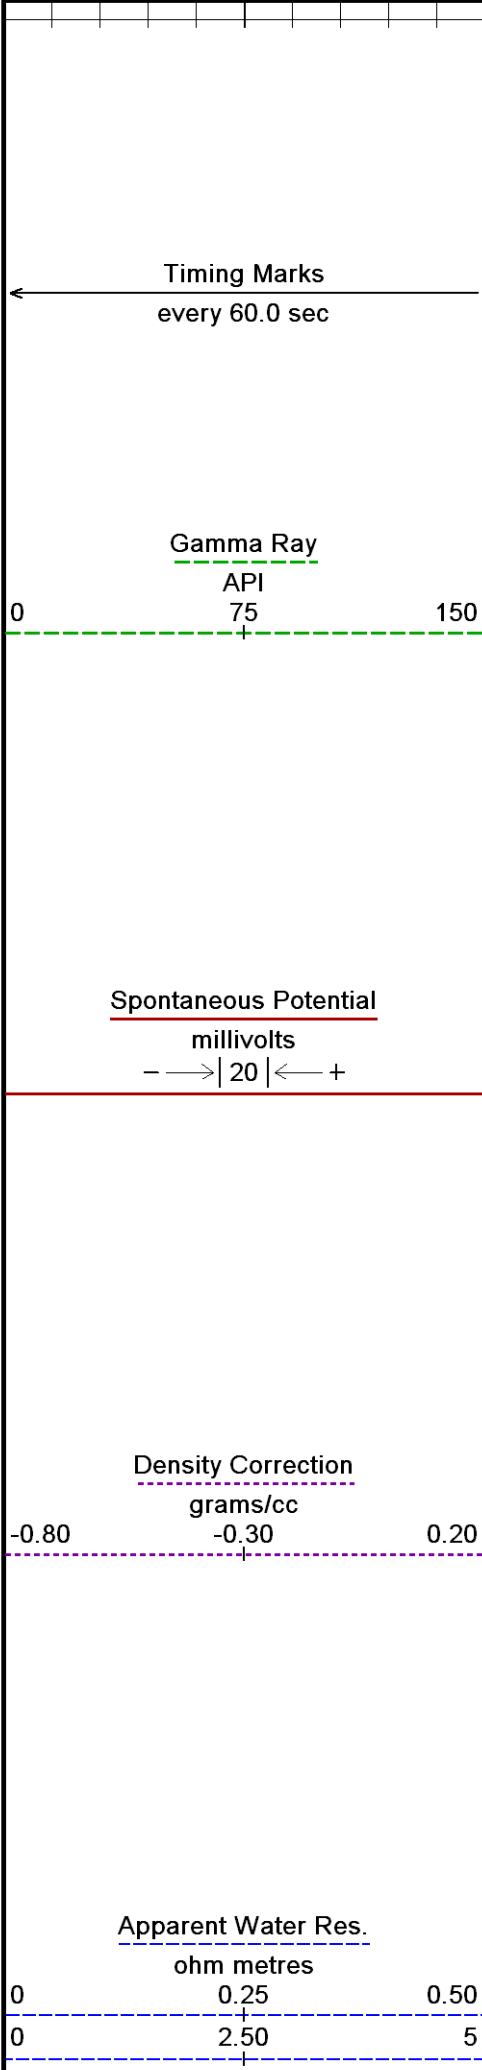 Timing Marks
every 60.0 sec
Gamma Ray
API
0 75 150
Spontaneous Potential
millivolts
− 20 +
Density Correction
grams/cc
-0.80 -0.30 0.20
Apparent Water Res.
ohm metres
0 0.25 0.50
0 2.50 5